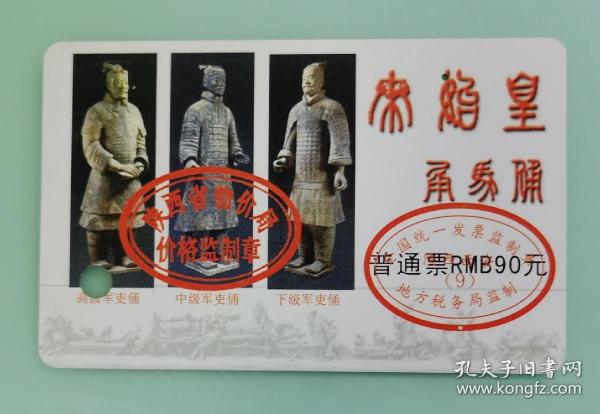 秦始皇
兵马俑
陕西省物价局
价格监制章
全国统一发票监制章
普通票RMB90元
(9)
地方税务局监制
高级军吏俑
中级军吏俑
下级军吏俑
孔夫子旧书网
www.kongfz.com